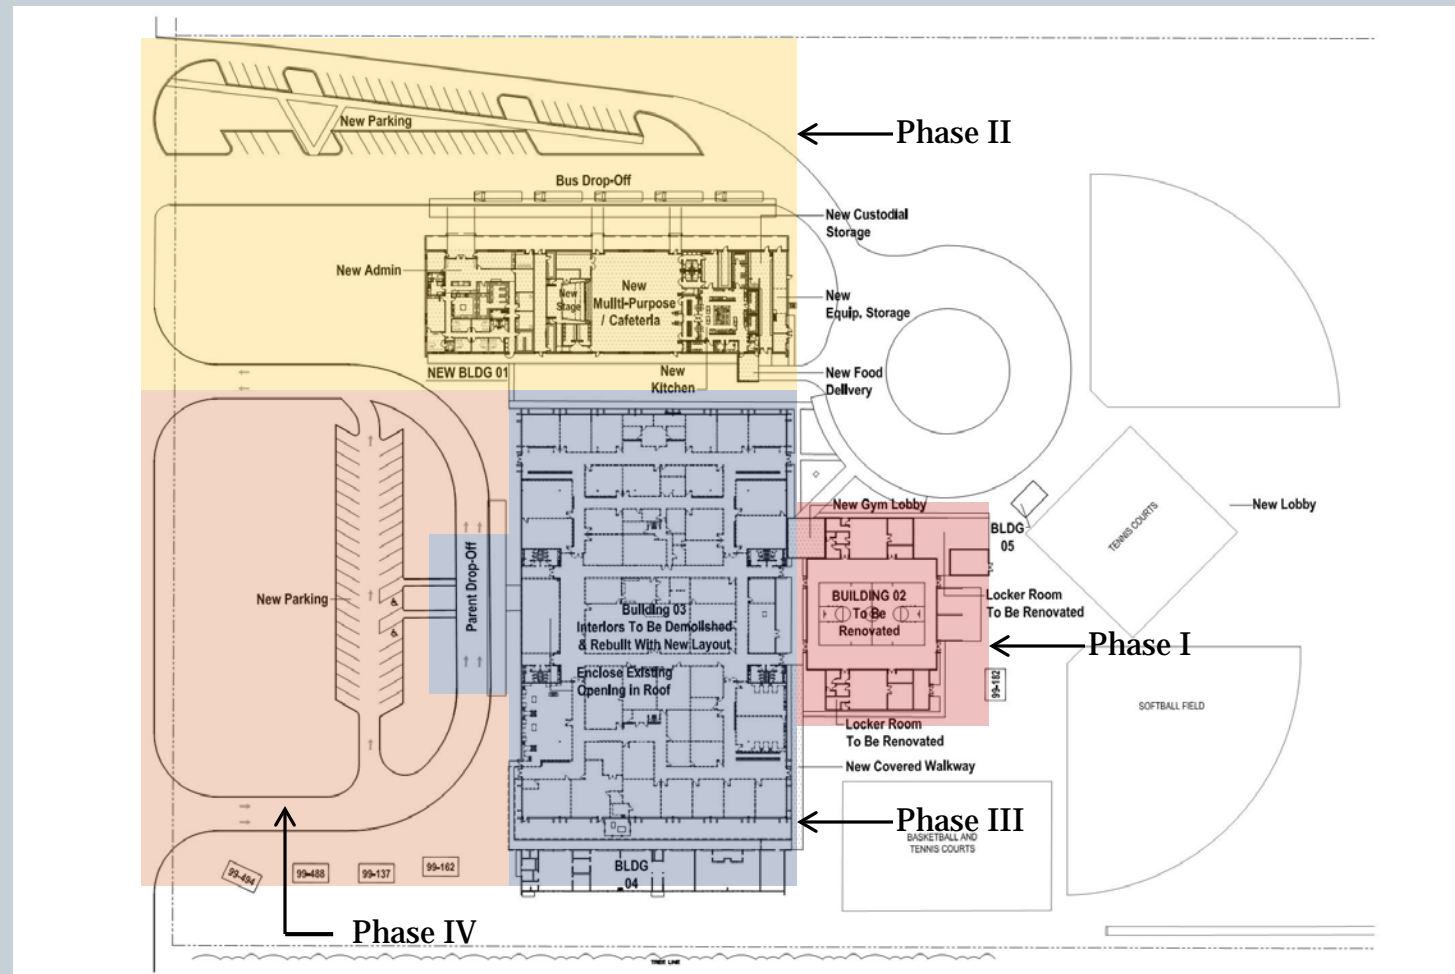 New Parking
Phase II
Bus Drop-Off
New Custodial
Storage
New Admin
New
Stage
New
Mullti-Purpose
/ Cafeteria
New
Equip. Storage
NEW BLDG 01
New
Kitchen
New Food
Delivery
New Gym Lobby
BLDG
05
TENNIS COURTS
New Lobby
Parent Drop-Off
New Parking
Building 03
Interiors To Be Demolished
& Rebuilt With New Layout
BUILDING 02
To Be
Renovated
Locker Room
To Be Renovated
Phase I
Enclose Existing
Opening in Roof
99-182
SOFTBALL FIELD
Locker Room
To Be Renovated
New Covered Walkway
Phase III
BASKETBALL AND
TENNIS COURTS
99-494
99-488
99-137
99-162
BLDG
04
Phase IV
TREE LINE